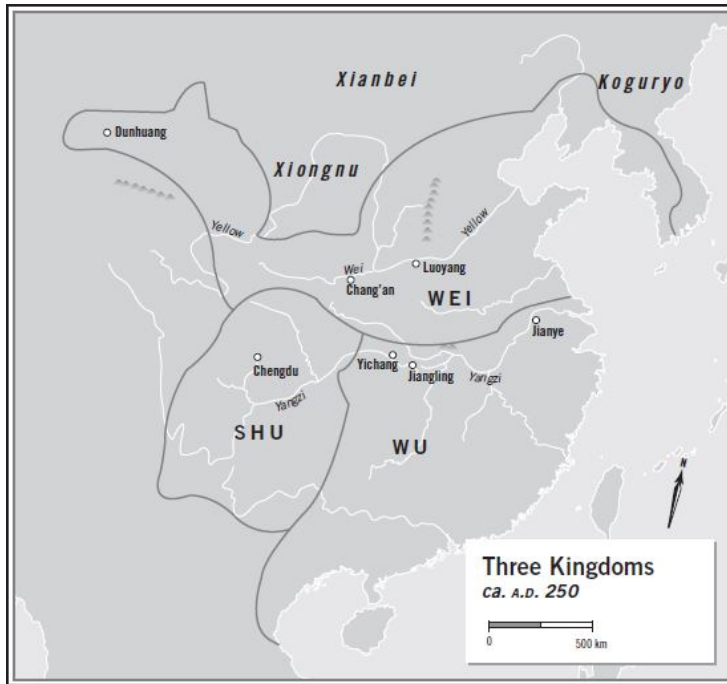 Xianbei
Koguryo
Dunhuang
Xiongnu
Yellow
Yellow
Wei
Luoyang
Chang'an
WEI
Jianye
Yichang
Chengdu
Jiangling
Yangzi
Yangzi
SHU
WU
N
Three Kingdoms
ca. A.D. 250
0
500 km